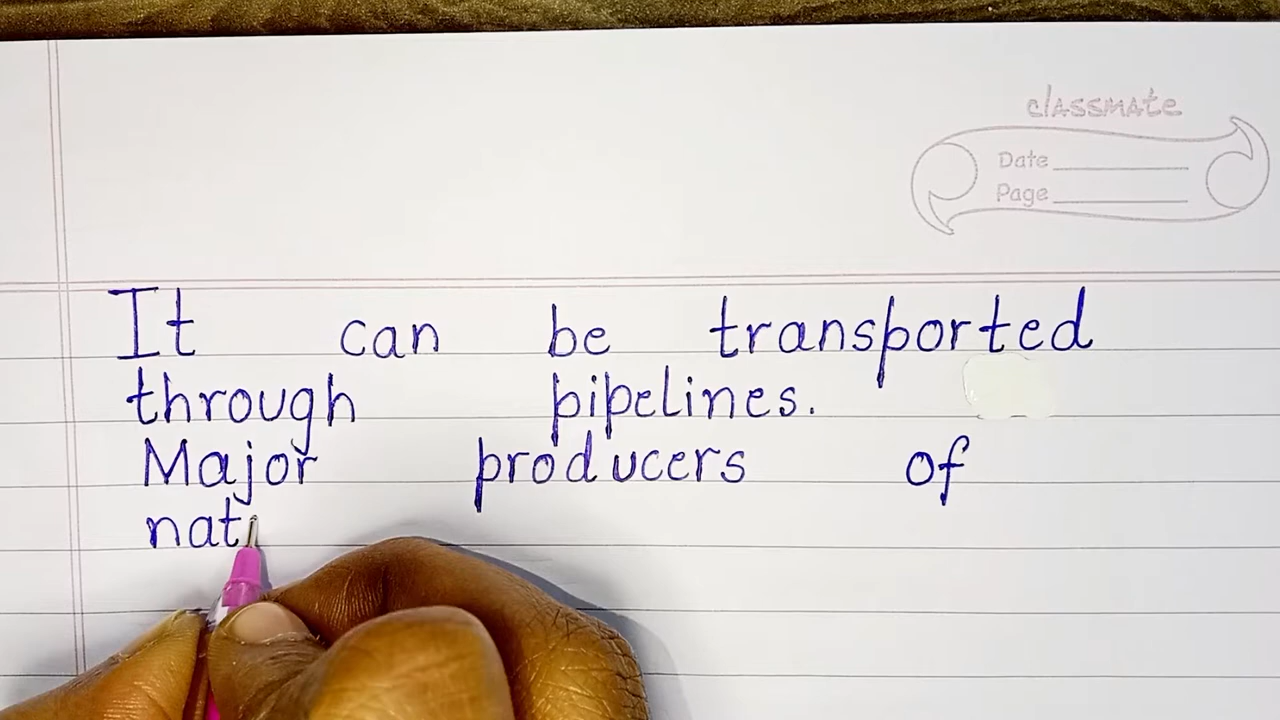 classmate
Date
Page
It can be transported
through pipelines.
Major producers of
nat